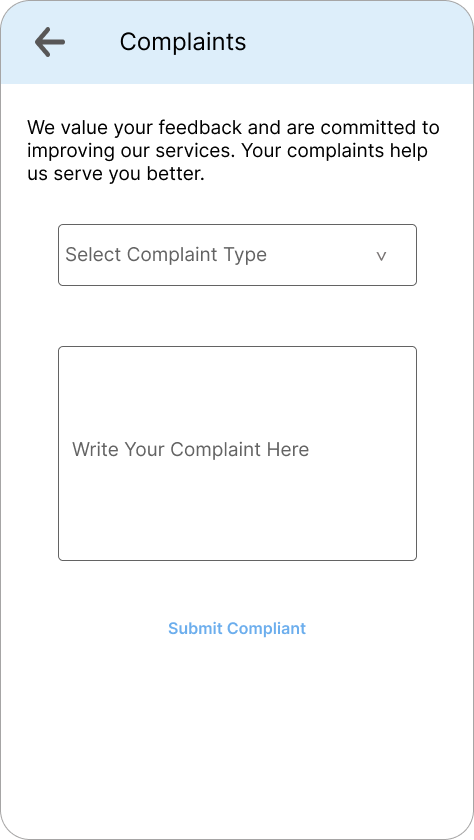 Complaints
We value your feedback and are committed to
improving our services. Your complaints help
us serve you better.
Select Complaint Type
Write Your Complaint Here
Submit Compliant